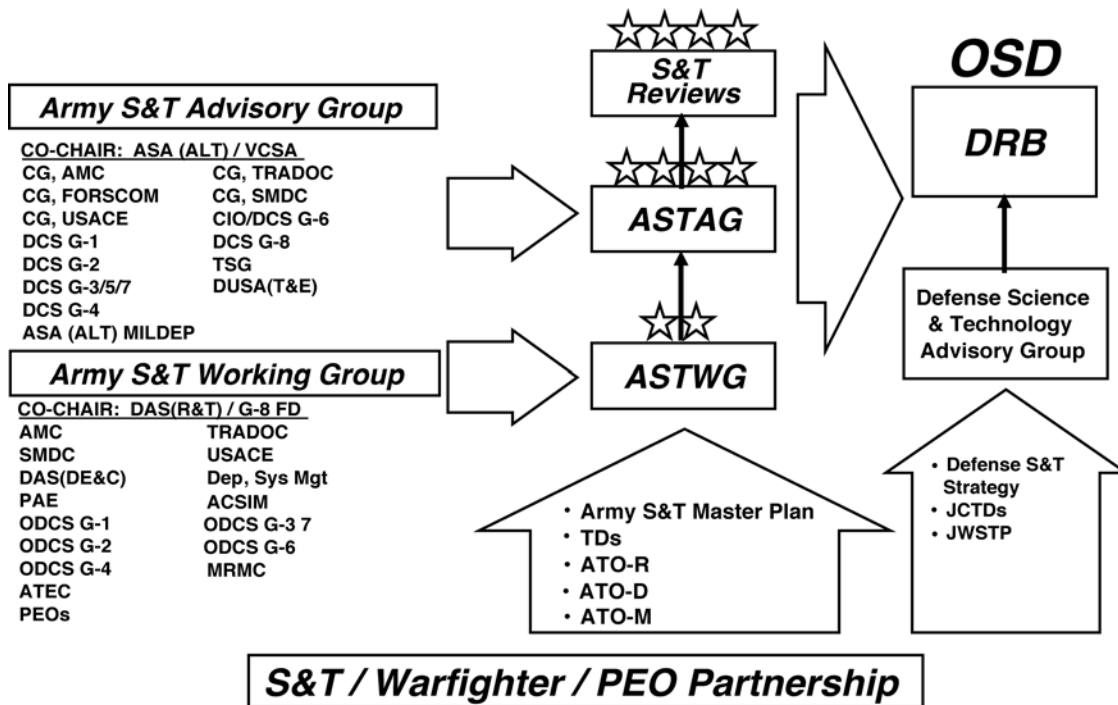 Army S&T Advisory Group
CO-CHAIR: ASA (ALT) / VCSA
CG, AMC
CG, FORSCOM
CG, USACE
DCS G-1
DCS G-2
DCS G-3/5/7
DCS G-4
ASA (ALT) MILDEP
CG, TRADOC
CG, SMDC
CIO/DCS G-6
DCS G-8
TSG
DUSA(T&E)
Army S&T Working Group
CO-CHAIR: DAS(R&T) / G-8 FD
AMC
SMDC
DAS(DE&C)
PAE
ODCS G-1
ODCS G-2
ODCS G-4
ATEC
PEOs
TRADOC
USACE
Dep, Sys Mgt
ACSIM
ODCS G-3 7
ODCS G-6
MRMC
S&T
Reviews
ASTAG
ASTWG
• Army S&T Master Plan
• TDs
• ATO-R
• ATO-D
• ATO-M
OSD
DRB
Defense Science
& Technology
Advisory Group
• Defense S&T
Strategy
• JCTDs
• JWSTP
S&T / Warfighter / PEO Partnership